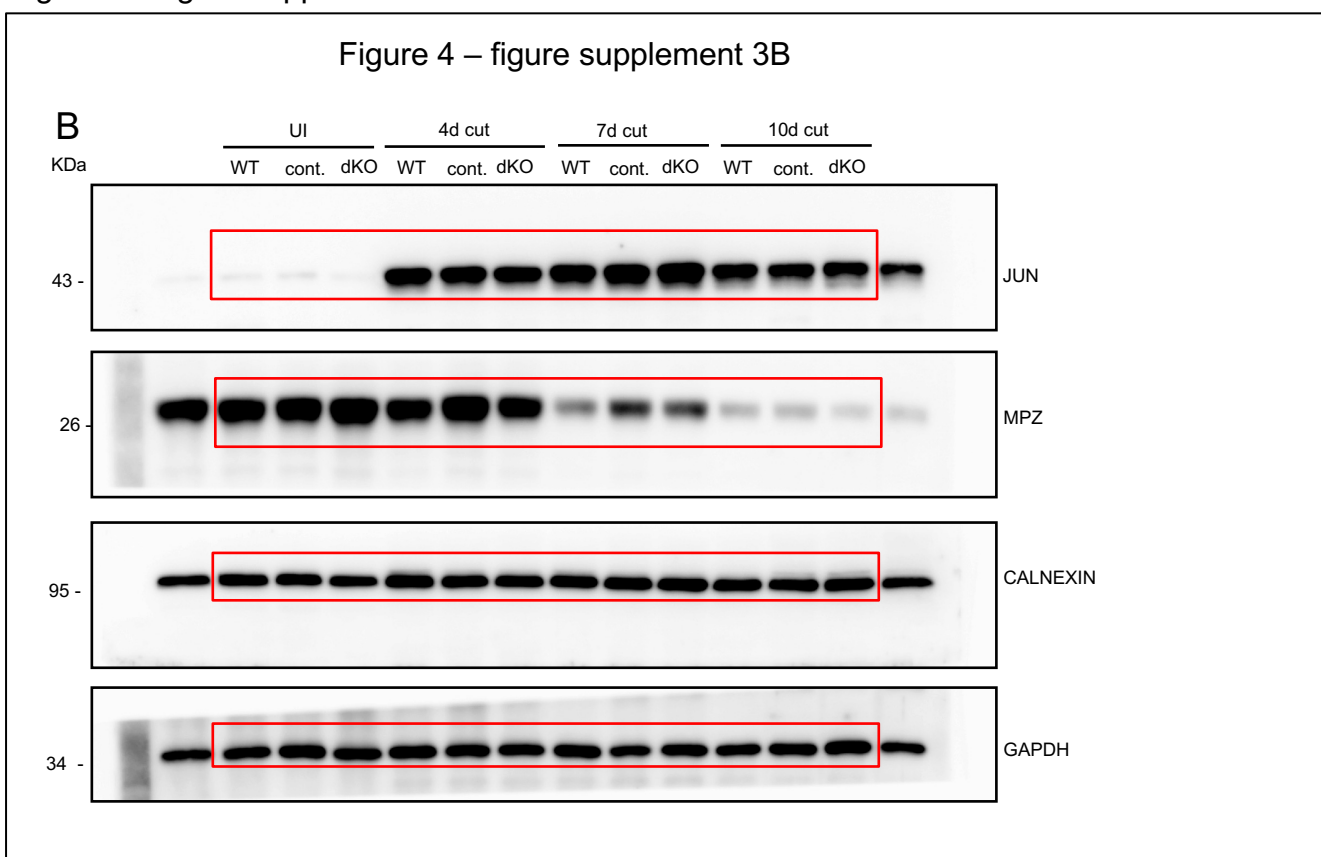 Figure 4 – figure supplement 3B
B
UI 4d cut 7d cut 10d cut
KDa WT cont. dKO WT cont. dKO WT cont. dKO WT cont. dKO
43 - JUN
26 - MPZ
95 - CALNEXIN
34 - GAPDH